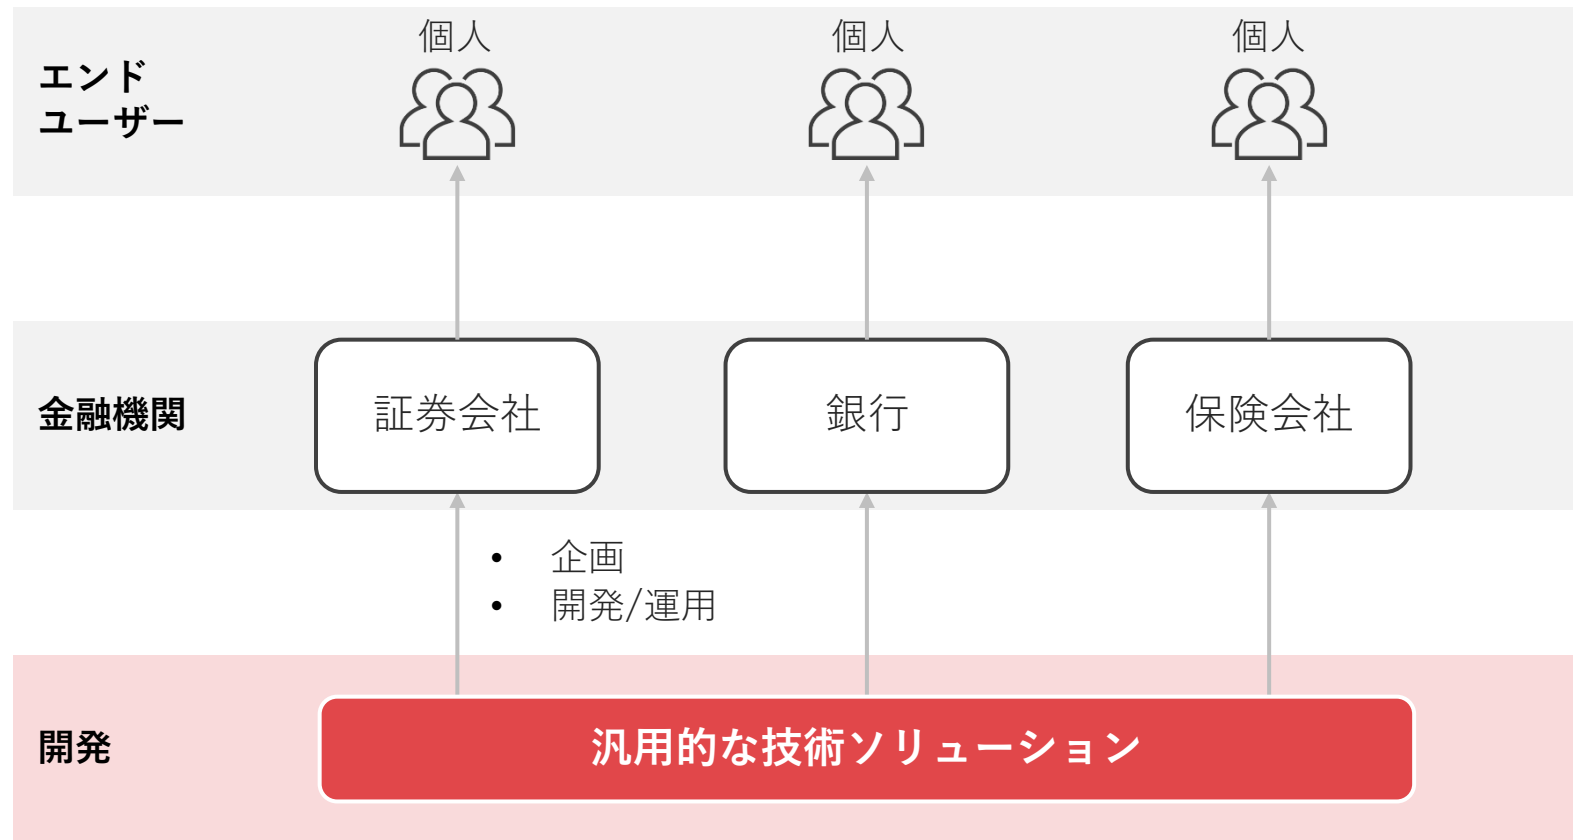 個人
個人
個人
エンド
ユーザー
金融機関
証券会社
銀行
保険会社
• 企画
• 開発/運用
開発
汎用的な技術ソリューション